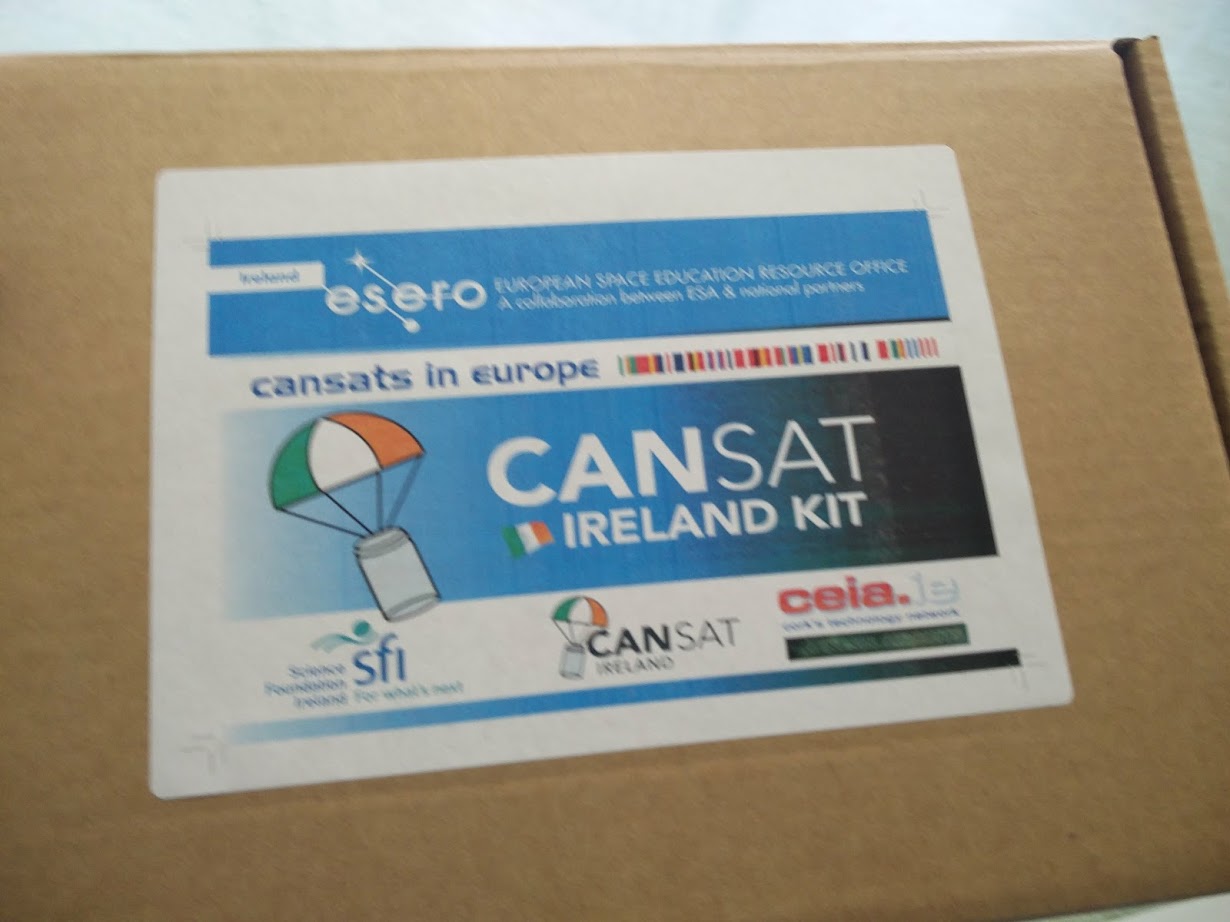 Ireland
esero
EUROPEAN SPACE EDUCATION RESOURCE OFFICE
A collaboration between ESA & national partners
cansats in europe
CANSAT
IRELAND KIT
Science
Foundation
Ireland
sfi
For what's next
CANSAT
IRELAND
ceia.ie
cork's technology network